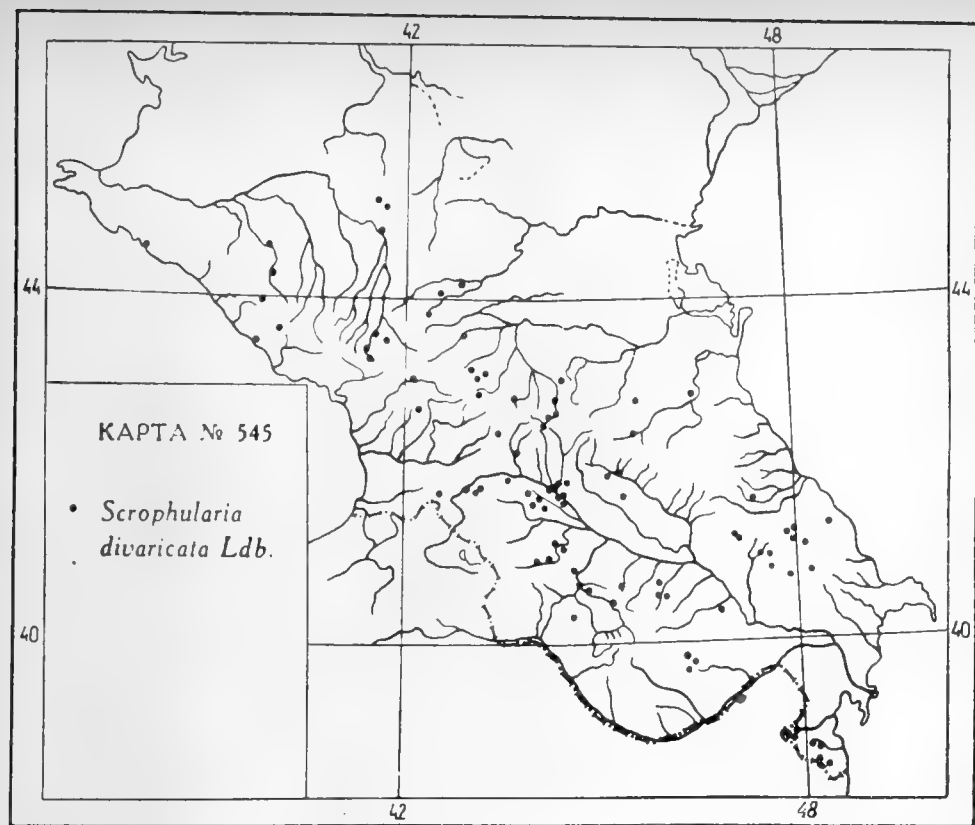 42 48
44 44
КАРТА № 545
Scrophularia
divaricata Ldb.
40 40
42 48